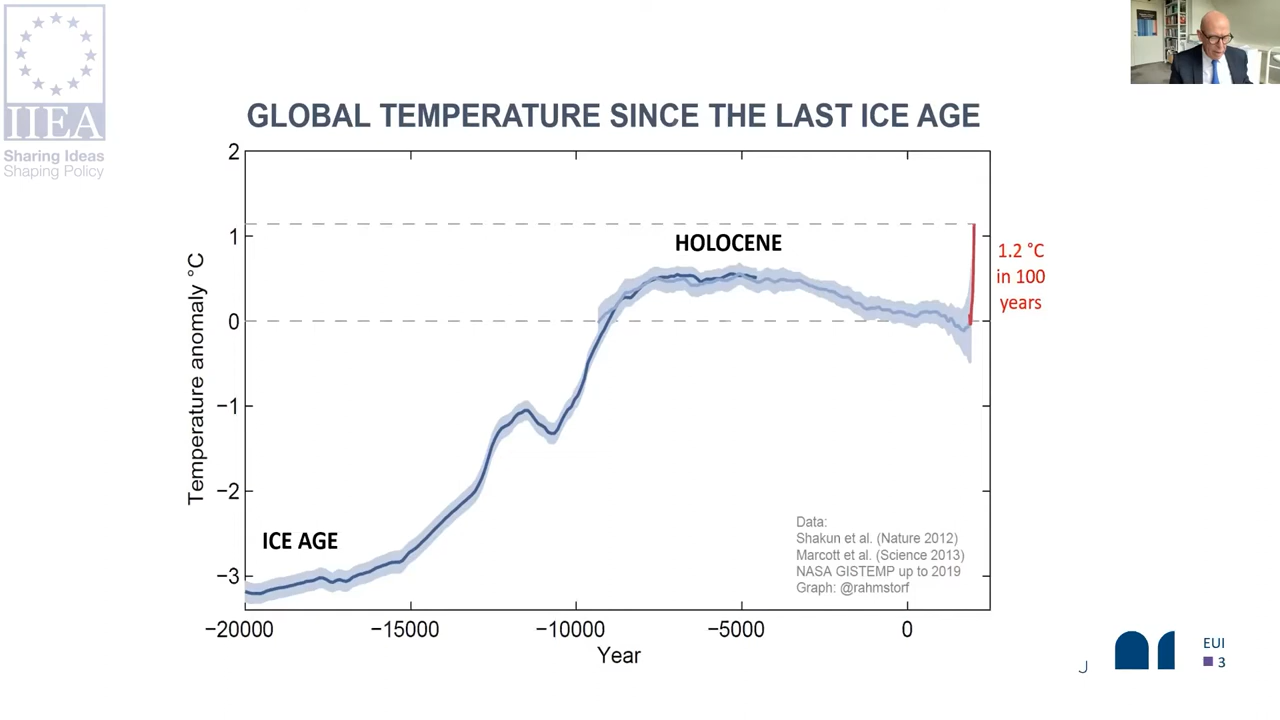 IIEA
Sharing Ideas
Shaping Policy
GLOBAL TEMPERATURE SINCE THE LAST ICE AGE
2
1
0
−1
−2
−3
Temperature anomaly °C
HOLOCENE
1.2 °C
in 100
years
ICE AGE
Data:
Shakun et al. (Nature 2012)
Marcott et al. (Science 2013)
NASA GISTEMP up to 2019
Graph: @rahmstorf
−20000
−15000
−10000
−5000
0
Year
J
EUI
3